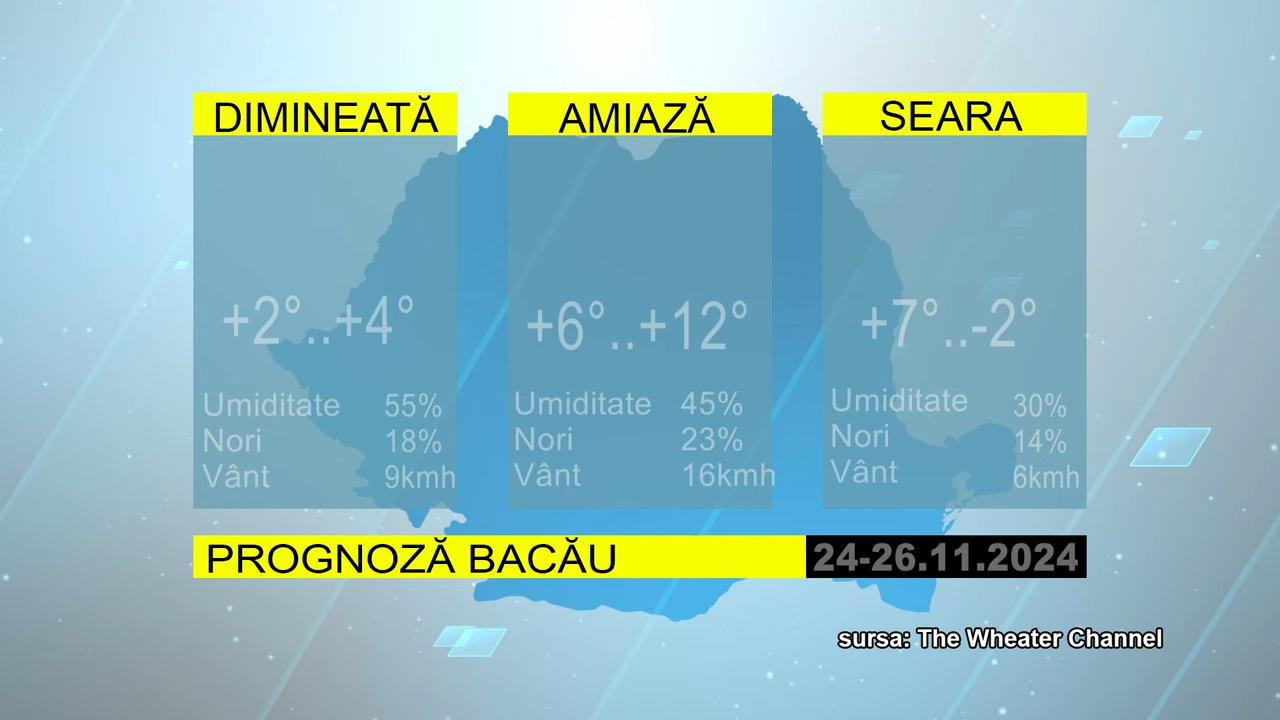 DIMINEATĂ
+2°..+4°
Umiditate 55%
Nori 18%
Vânt 9kmh
AMIAZĂ
+6°..+12°
Umiditate 45%
Nori 23%
Vânt 16kmh
SEARA
+7°..-2°
Umiditate 30%
Nori 14%
Vânt 6kmh
PROGNOZĂ BACĂU 24-26.11.2024
sursa: The Wheater Channel